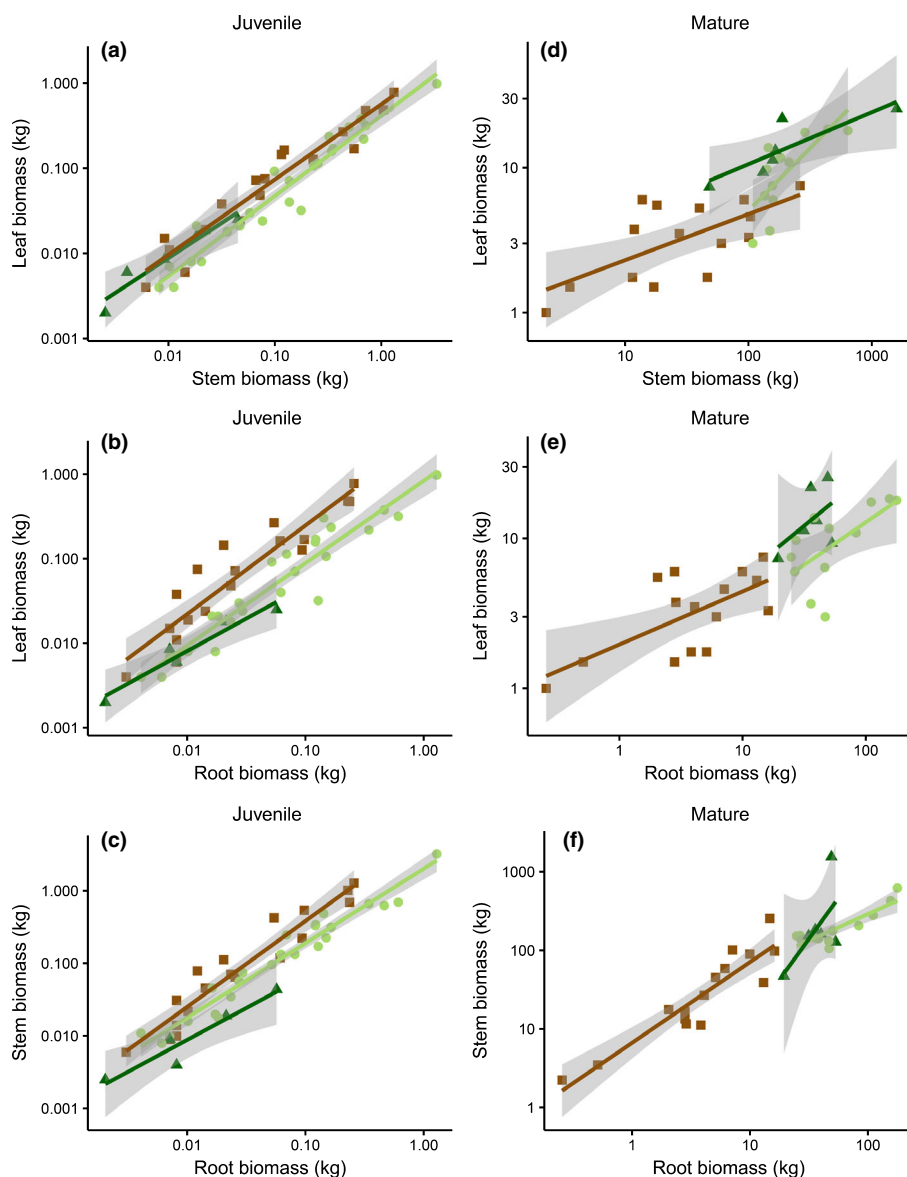 Juvenile
(a)
1.000
0.100
0.010
0.001
Leaf biomass (kg)
0.01 0.10 1.00
Stem biomass (kg)
Mature
(d)
30
10
3
1
Leaf biomass (kg)
10 100 1000
Stem biomass (kg)
Juvenile
(b)
1.000
0.100
0.010
0.001
Leaf biomass (kg)
0.01 0.10 1.00
Root biomass (kg)
Mature
(e)
30
10
3
1
Leaf biomass (kg)
1 10 100
Root biomass (kg)
Juvenile
(c)
1.000
0.100
0.010
0.001
Stem biomass (kg)
0.01 0.10 1.00
Root biomass (kg)
Mature
(f)
1000
100
10
1
Stem biomass (kg)
1 10 100
Root biomass (kg)